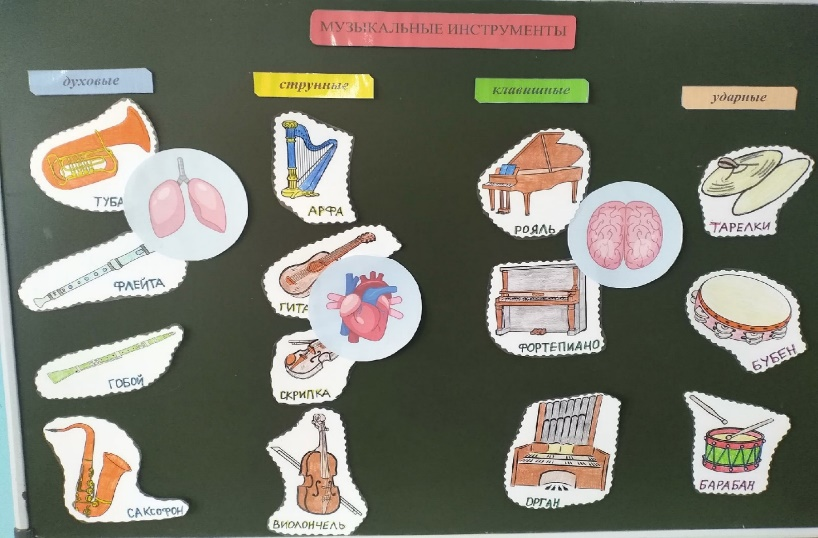 МУЗЫКАЛЬНЫЕ ИНСТРУМЕНТЫ
духовые
струнные
клавишные
ударные
ТУБА
ФЛЕЙТА
ГОБОЙ
САКСОФОН
АРФА
ГИТА
СКРИПКА
ВИОЛОНЧЕЛЬ
РОЯЛЬ
ФОРТЕПИАНО
ОРГАН
ТАРЕЛКИ
БУБЕН
БАРАБАН